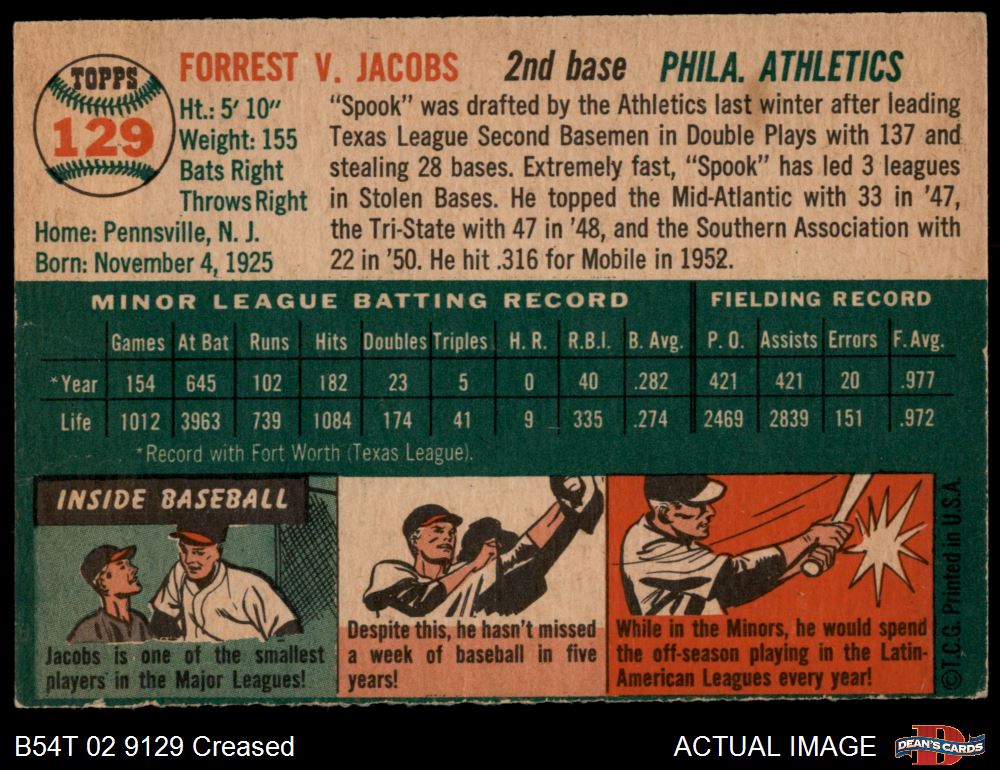 TOPPS
129
FORREST V. JACOBS 2nd base PHILA. ATHLETICS
Ht.: 5' 10"
Weight: 155
Bats Right
Throws Right
Home: Pennsville, N. J.
Born: November 4, 1925
"Spook" was drafted by the Athletics last winter after leading
Texas League Second Basemen in Double Plays with 137 and
stealing 28 bases. Extremely fast, "Spook" has led 3 leagues
in Stolen Bases. He topped the Mid-Atlantic with 33 in '47,
the Tri-State with 47 in '48, and the Southern Association with
22 in '50. He hit .316 for Mobile in 1952.
MINOR LEAGUE BATTING RECORD FIELDING RECORD
Games At Bat Runs Hits Doubles Triples H. R. R.B.I. B. Avg. P. O. Assists Errors F. Avg.
*Year 154 645 102 182 23 5 0 40 .282 421 421 20 .977
Life 1012 3963 739 1084 174 41 9 335 .274 2469 2839 151 .972
*Record with Fort Worth (Texas League).
INSIDE BASEBALL
Jacobs is one of the smallest
players in the Major Leagues!
Despite this, he hasn't missed
a week of baseball in five
years!
While in the Minors, he would spend
the off-season playing in the Latin-
American Leagues every year!
©T.C.G. Printed in U.S.A.
B54T 02 9129 Creased
ACTUAL IMAGE
D
DEAN'S CARDS